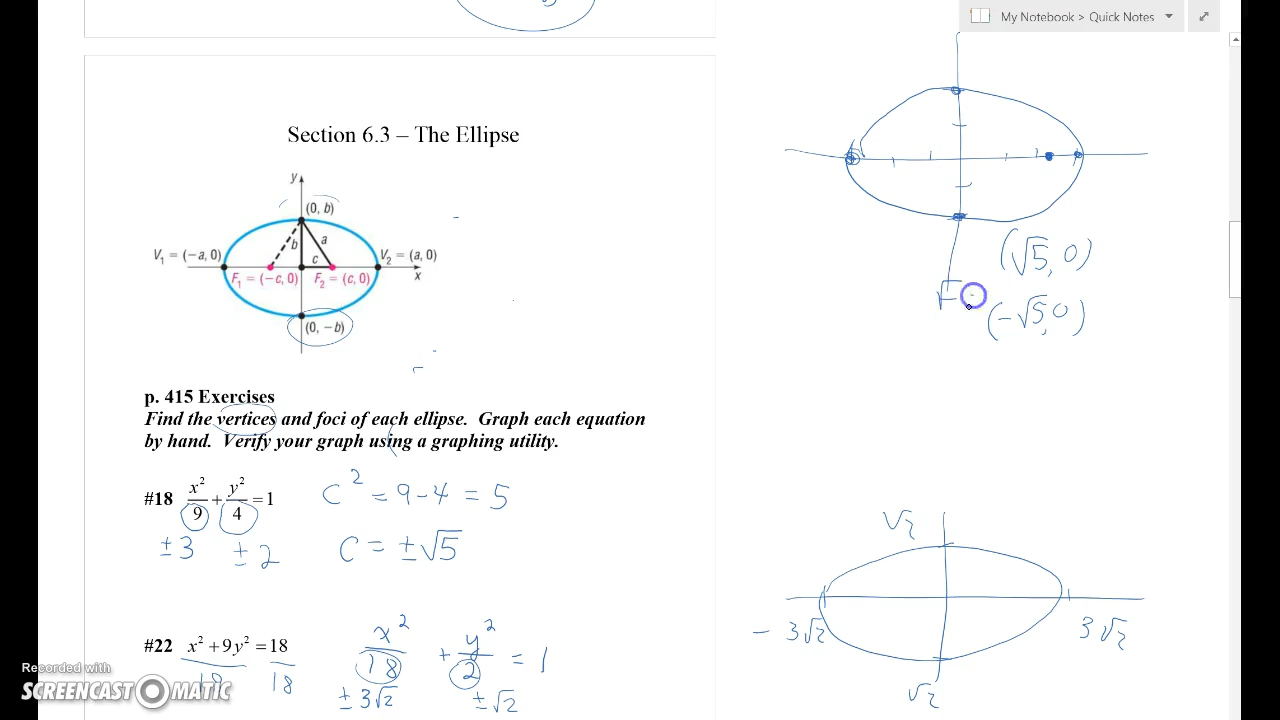 My Notebook > Quick Notes
Section 6.3 – The Ellipse
y
(0, b)
V₁ = (−a, 0)
b
a
c
V₂ = (a, 0)
x
F₁ = (−c, 0)
F₂ = (c, 0)
(0, −b)
p. 415 Exercises
Find the vertices and foci of each ellipse. Graph each equation
by hand. Verify your graph using a graphing utility.
#18 x²/9 + y²/4 = 1
± 3 ± 2
c² = 9 − 4 = 5
c = ± √5
#22 x² + 9y² = 18
18 18
x²/18 + y²/2 = 1
± 3√2 ± √2
(√5, 0)
(−√5, 0)
√2
− 3√2
3√2
√2
Recorded with
SCREENCAST O MATIC